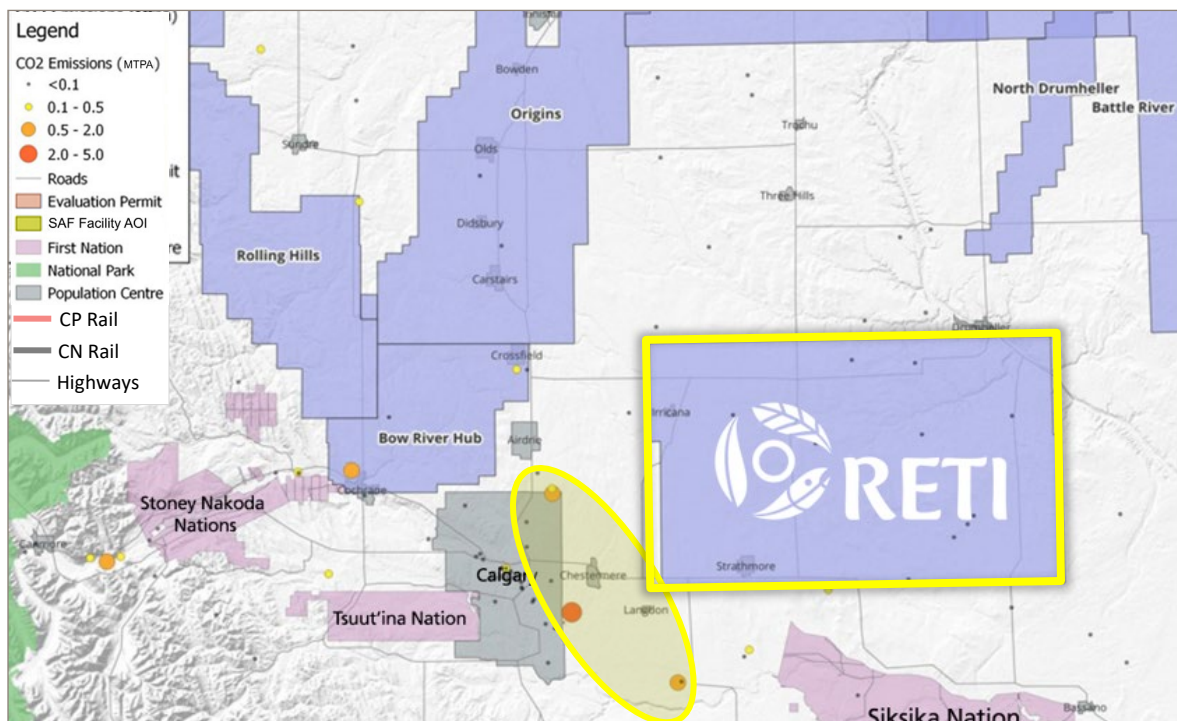 Legend
CO2 Emissions (MTPA)
<0.1
0.1 - 0.5
0.5 - 2.0
2.0 - 5.0
Roads
Evaluation Permit
SAF Facility AOI
First Nation
National Park
Population Centre
CP Rail
CN Rail
Highways
Innisfail
Bowden
Origins
North Drumheller
Battle River
Trochu
Sundre
Olds
Three Hills
Didsbury
Rolling Hills
Carstairs
Drumheller
Crossfield
Irricana
Bow River Hub
Airdrie
RETI
Cochrane
Stoney Nakoda
Nations
Canmore
Calgary
Chestermere
Strathmore
Langdon
Tsuut'ina Nation
Siksika Nation
Bassano